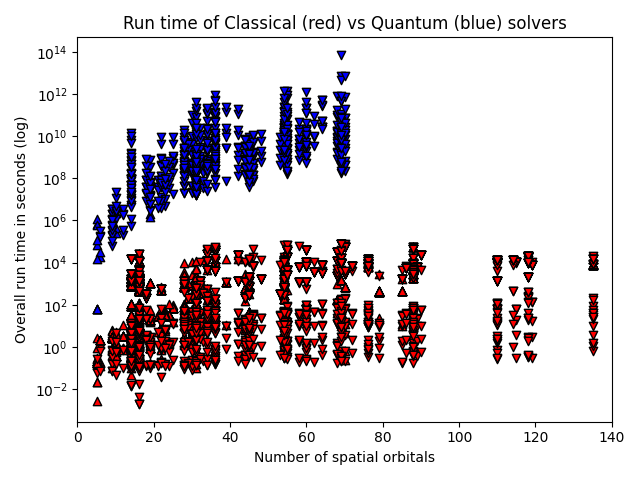 Run time of Classical (red) vs Quantum (blue) solvers
Overall run time in seconds (log)
10^14
10^12
10^10
10^8
10^6
10^4
10^2
10^0
10^−2
0 20 40 60 80 100 120 140
Number of spatial orbitals